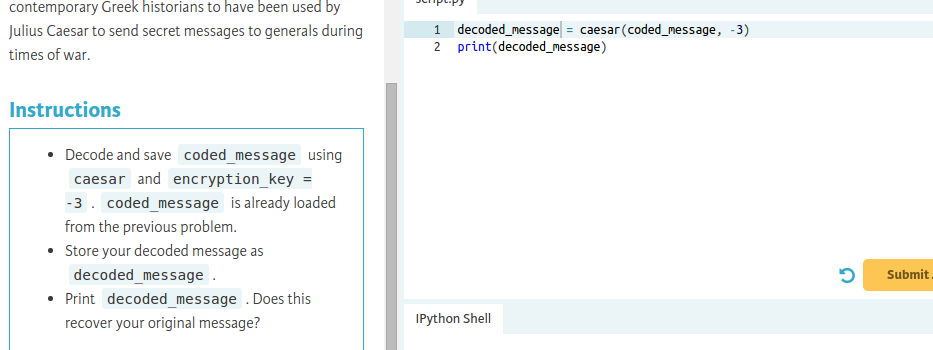 contemporary Greek historians to have been used by
Julius Caesar to send secret messages to generals during
times of war.
Instructions
• Decode and save coded_message using
caesar and encryption_key =
-3 . coded_message is already loaded
from the previous problem.
• Store your decoded message as
decoded_message .
• Print decoded_message . Does this
recover your original message?
script.py
1 decoded_message = caesar(coded_message, -3)
2 print(decoded_message)
Submit
IPython Shell